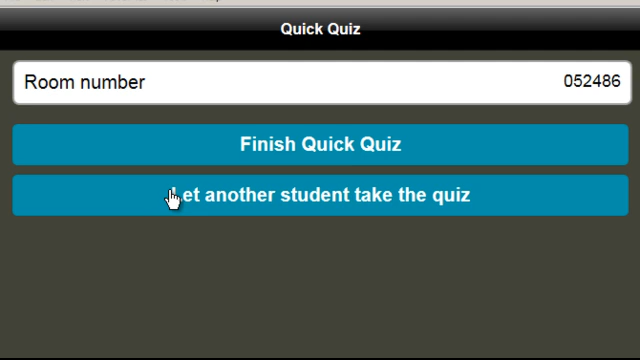 Quick Quiz
Room number 052486
Finish Quick Quiz
Let another student take the quiz